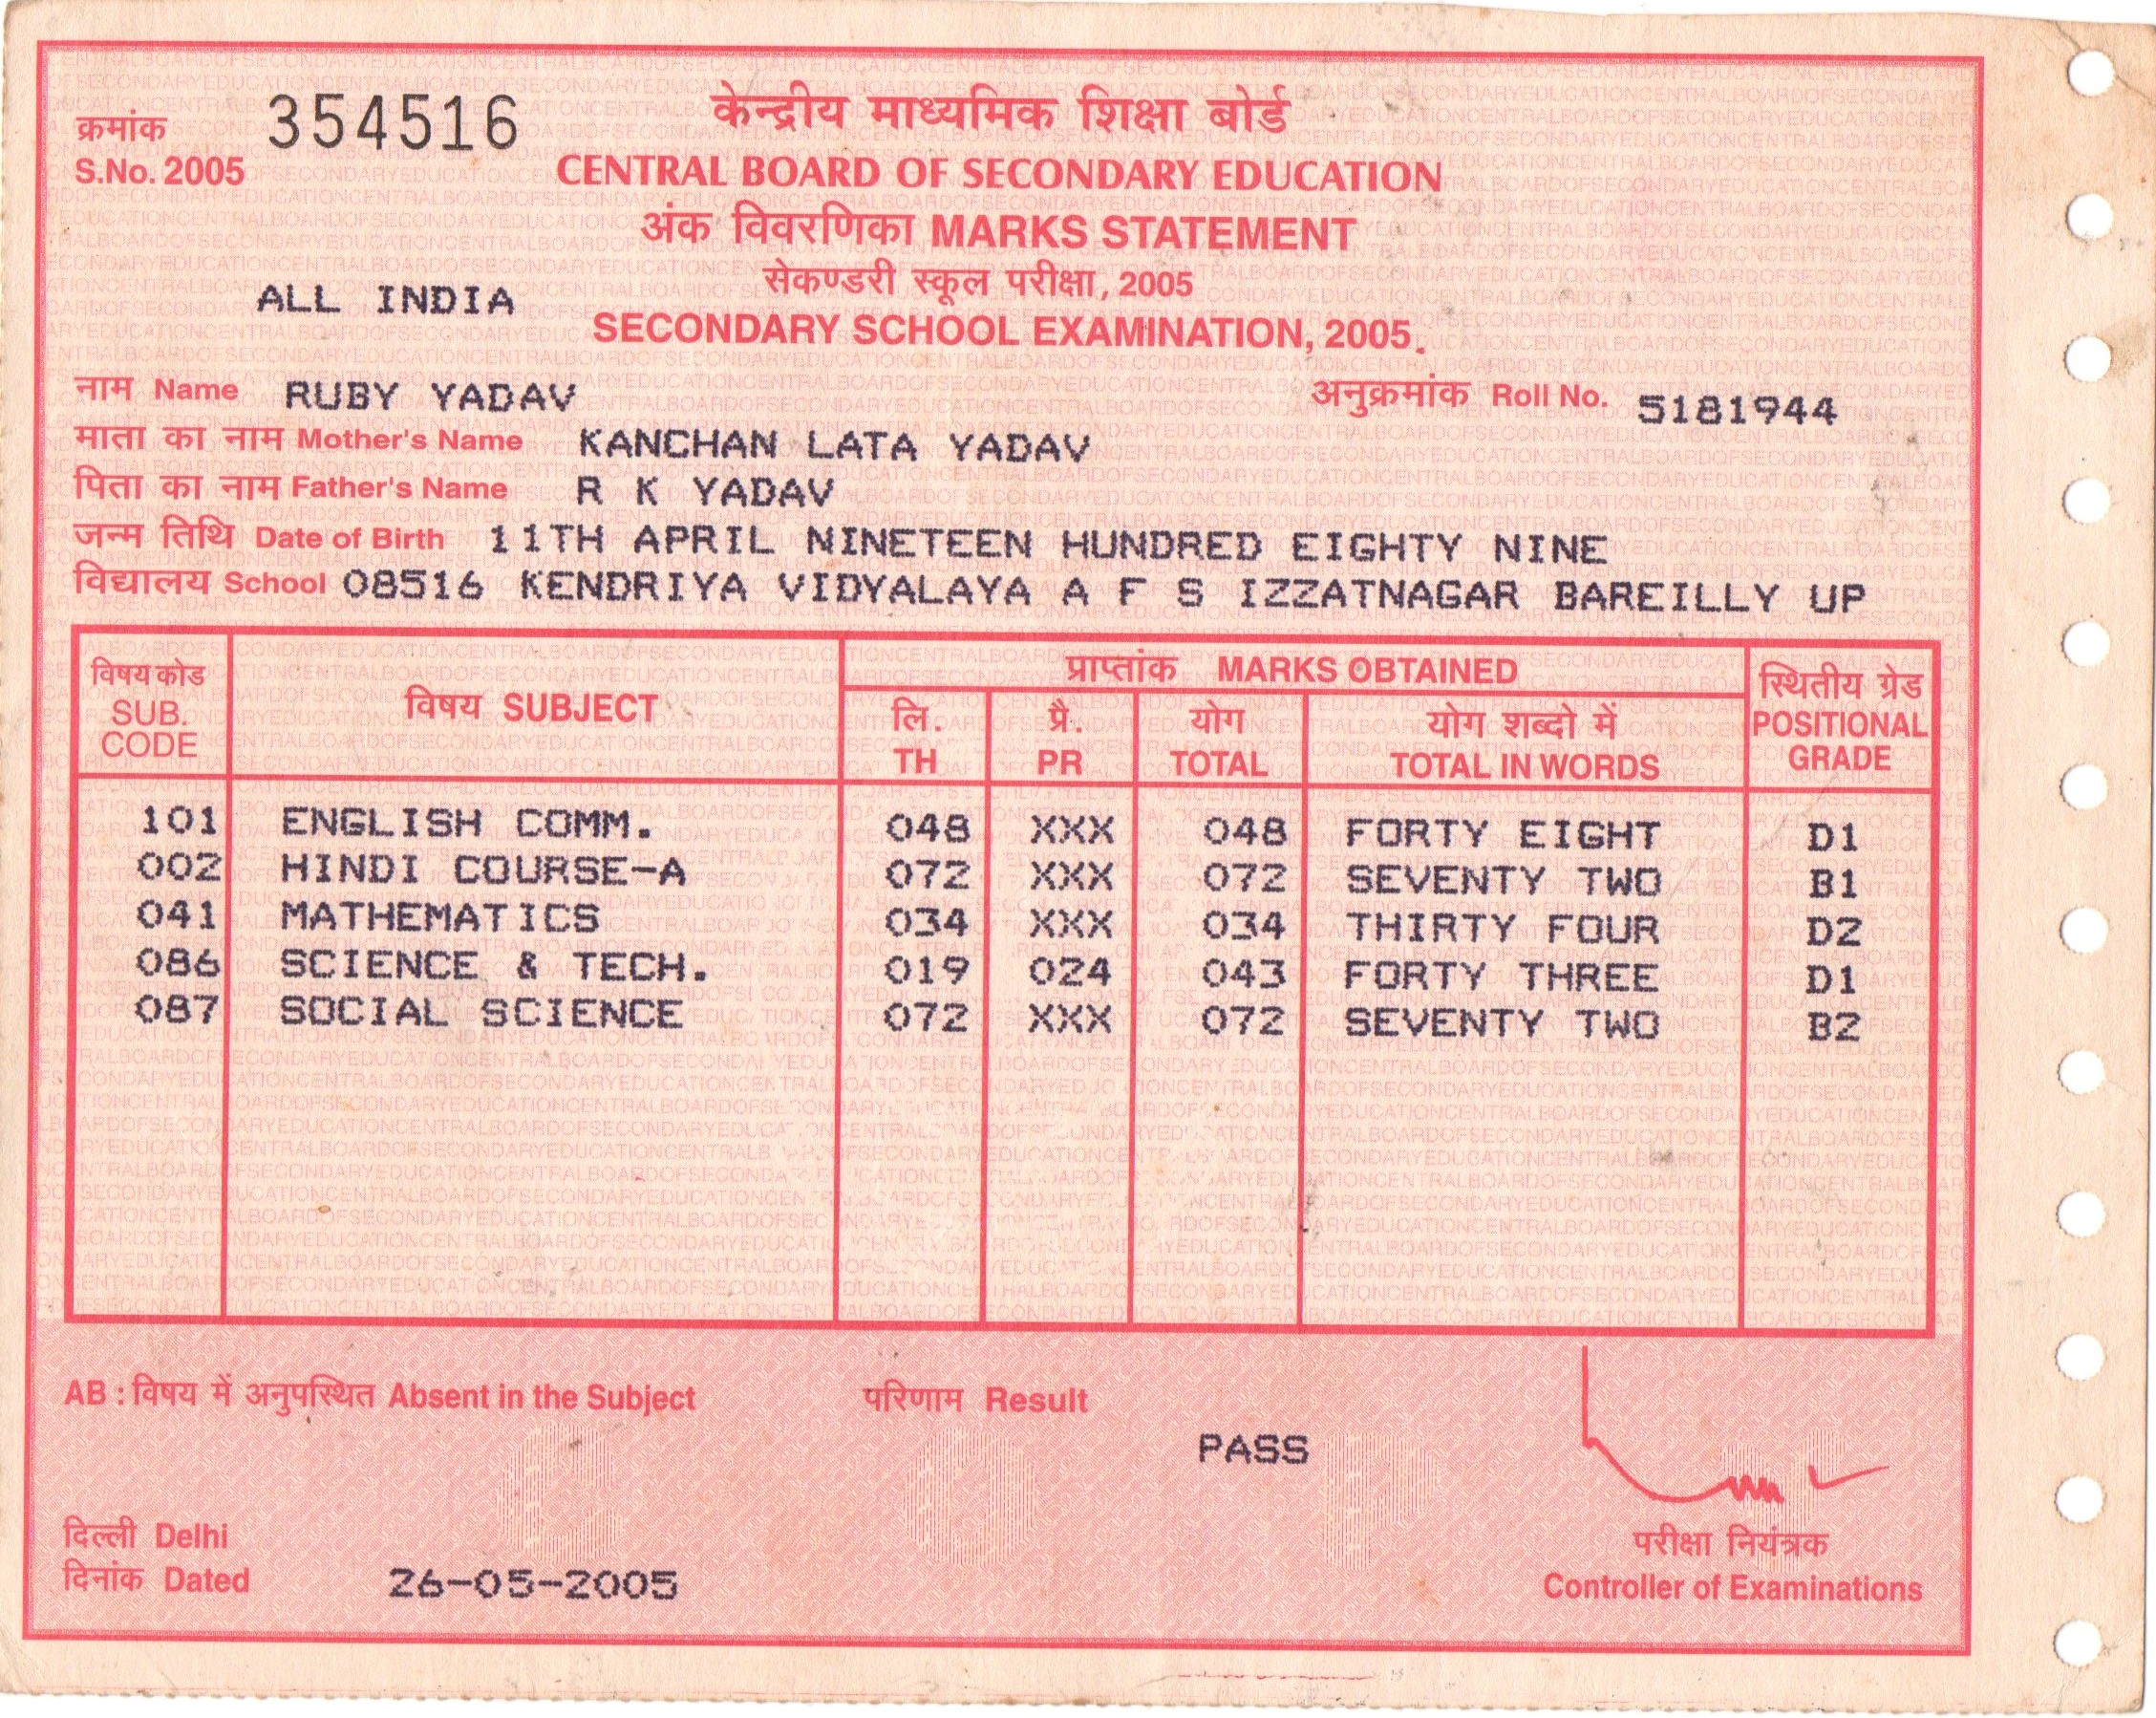 क्रमांक 354516
S.No. 2005
केन्द्रीय माध्यमिक शिक्षा बोर्ड
CENTRAL BOARD OF SECONDARY EDUCATION
अंक विवरणिका MARKS STATEMENT
सेकण्डरी स्कूल परीक्षा, 2005
ALL INDIA
SECONDARY SCHOOL EXAMINATION, 2005.
नाम Name RUBY YADAV अनुक्रमांक Roll No. 5181944
माता का नाम Mother's Name KANCHAN LATA YADAV
पिता का नाम Father's Name R K YADAV
जन्म तिथि Date of Birth 11TH APRIL NINETEEN HUNDRED EIGHTY NINE
विद्यालय School 08516 KENDRIYA VIDYALAYA A F S IZZATNAGAR BAREILLY UP
विषय कोड SUB. CODE विषय SUBJECT प्राप्तांक MARKS OBTAINED स्थितीय ग्रेड POSITIONAL GRADE
लि. TH प्रै. PR योग TOTAL योग शब्दो में TOTAL IN WORDS
101 ENGLISH COMM. 048 XXX 048 FORTY EIGHT D1
002 HINDI COURSE-A 072 XXX 072 SEVENTY TWO B1
041 MATHEMATICS 034 XXX 034 THIRTY FOUR D2
086 SCIENCE & TECH. 019 024 043 FORTY THREE D1
087 SOCIAL SCIENCE 072 XXX 072 SEVENTY TWO B2
AB : विषय में अनुपस्थित Absent in the Subject परिणाम Result
PASS
दिल्ली Delhi
परीक्षा नियंत्रक
दिनांक Dated 26-05-2005 Controller of Examinations